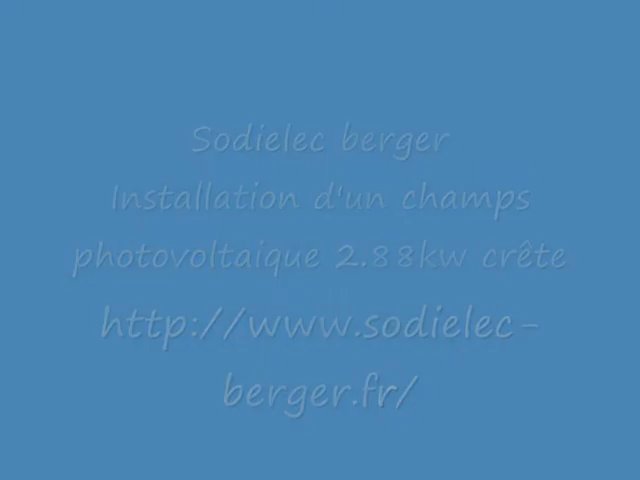 Sodielec berger
Installation d'un champs
photovoltaique 2.88kw crête
http://www.sodielec-
berger.fr/